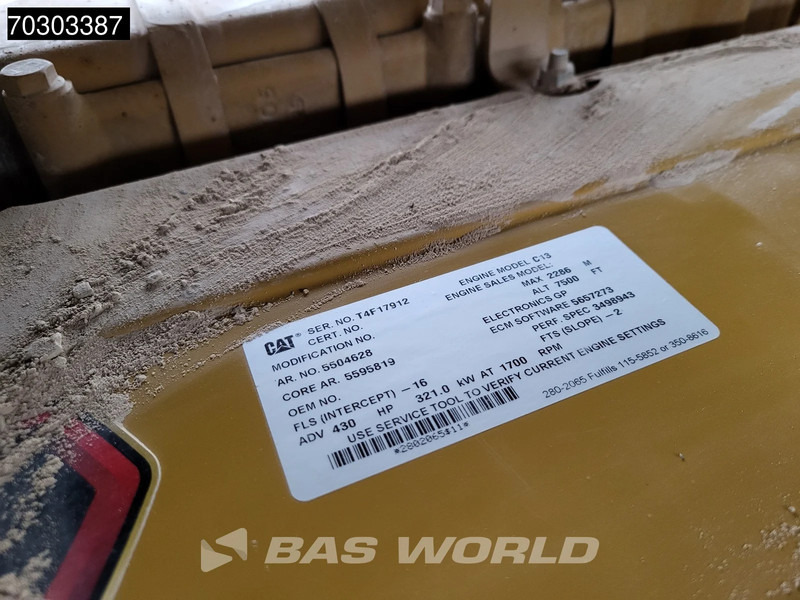 70303387
CAT®
SER. NO. T4F17912
CERT. NO.
MODIFICATION NO.
AR. NO. 5504628
CORE AR. 5595819
OEM NO.
FLS (INTERCEPT) -16
ADV 430 HP 321.0 kW AT 1700 RPM
USE SERVICE TOOL TO VERIFY CURRENT ENGINE SETTINGS
*2802065#11*
ENGINE MODEL C13
ENGINE SALES MODEL:
MAX 2286 M
ALT 7500 FT
ELECTRONICS GP
ECM SOFTWARE 5657273
PERF. SPEC 3498943
FTS (SLOPE) -2
280-2065 Fulfills 115-5852 or 350-8616
BAS WORLD